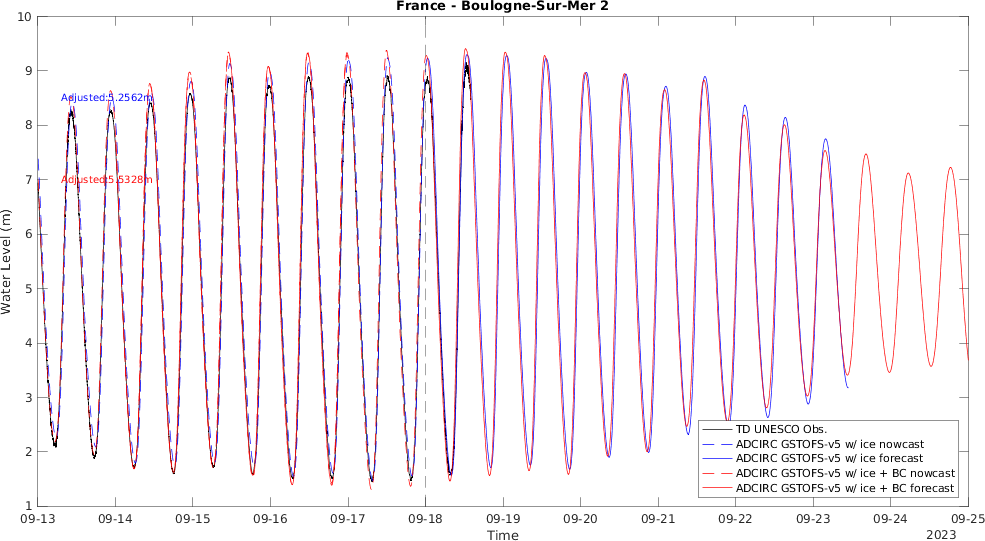 France - Boulogne-Sur-Mer 2
10
9
8
7
6
5
4
3
2
1
Water Level (m)
Adjusted:5.2562m
Adjusted:5.5328m
TD UNESCO Obs.
ADCIRC GSTOFS-v5 w/ ice nowcast
ADCIRC GSTOFS-v5 w/ ice forecast
ADCIRC GSTOFS-v5 w/ ice + BC nowcast
ADCIRC GSTOFS-v5 w/ ice + BC forecast
09-13 09-14 09-15 09-16 09-17 09-18 09-19 09-20 09-21 09-22 09-23 09-24 09-25
Time
2023